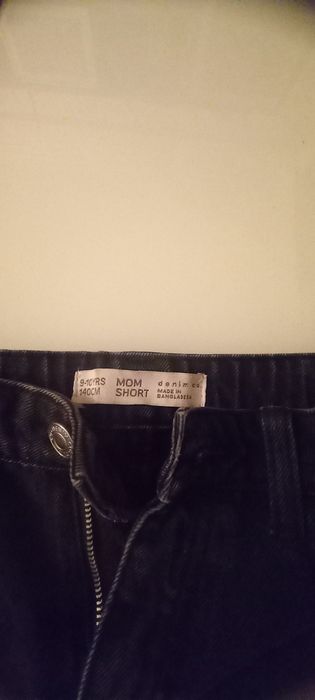 9-10YRS MOM denim co.
140CM SHORT MADE IN
BANGLADESH